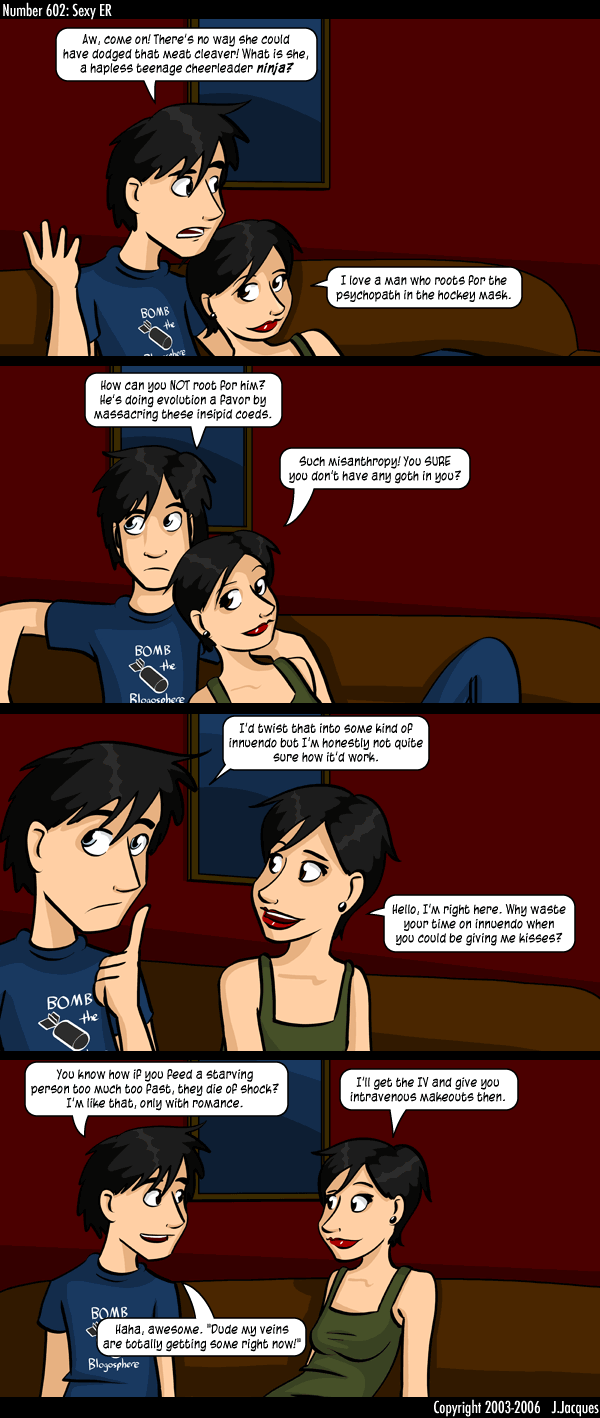 Number 602: Sexy ER
Aw, come on! There's no way she could
have dodged that meat cleaver! What is she,
a hapless teenage cheerleader ninja?
I love a man who roots for the
psychopath in the hockey mask.
BOMB
the
Blogosphere
How can you NOT root for him?
He's doing evolution a favor by
massacring these insipid coeds.
Such misanthropy! You SURE
you don't have any goth in you?
BOMB
the
Blogosphere
I'd twist that into some kind of
innuendo but I'm honestly not quite
sure how it'd work.
Hello, I'm right here. Why waste
your time on innuendo when
you could be giving me kisses?
BOMB
the
You know how if you feed a starving
person too much too fast, they die of shock?
I'm like that, only with romance.
I'll get the IV and give you
intravenous makeouts then.
BOMB
the
Blogosphere
Haha, awesome. "Dude my veins
are totally getting some right now!"
Copyright 2003-2006 J.Jacques